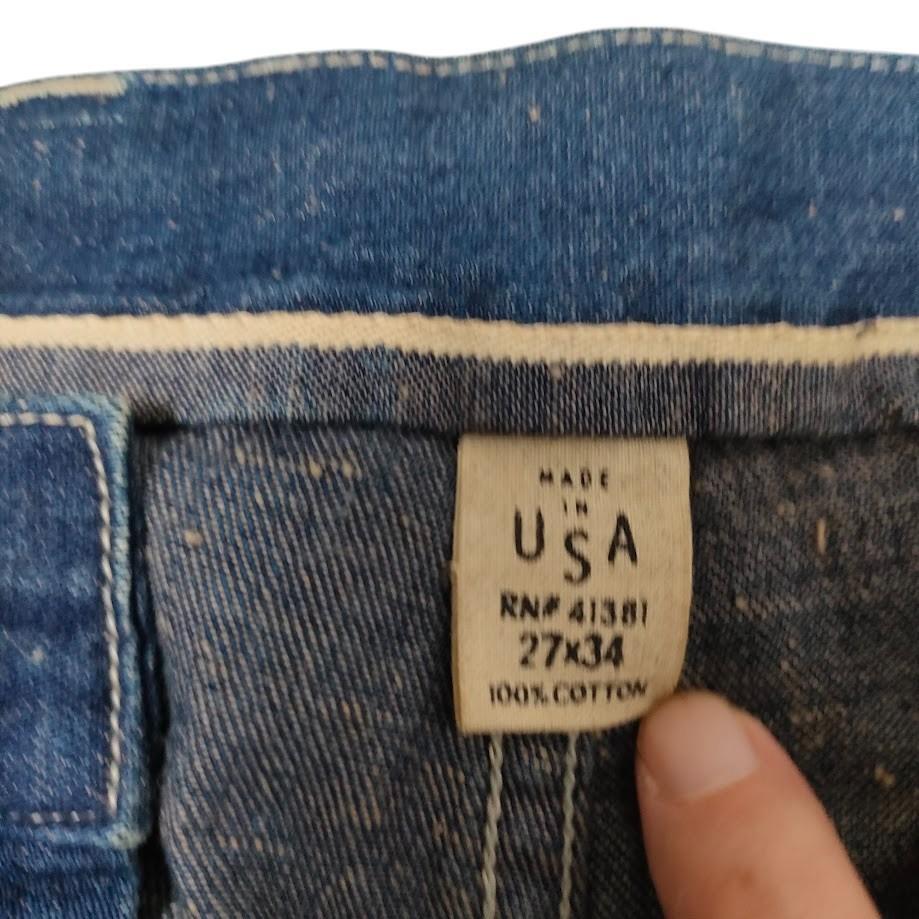 MADE
IN
USA
RN# 41381
27x34
100% COTTON